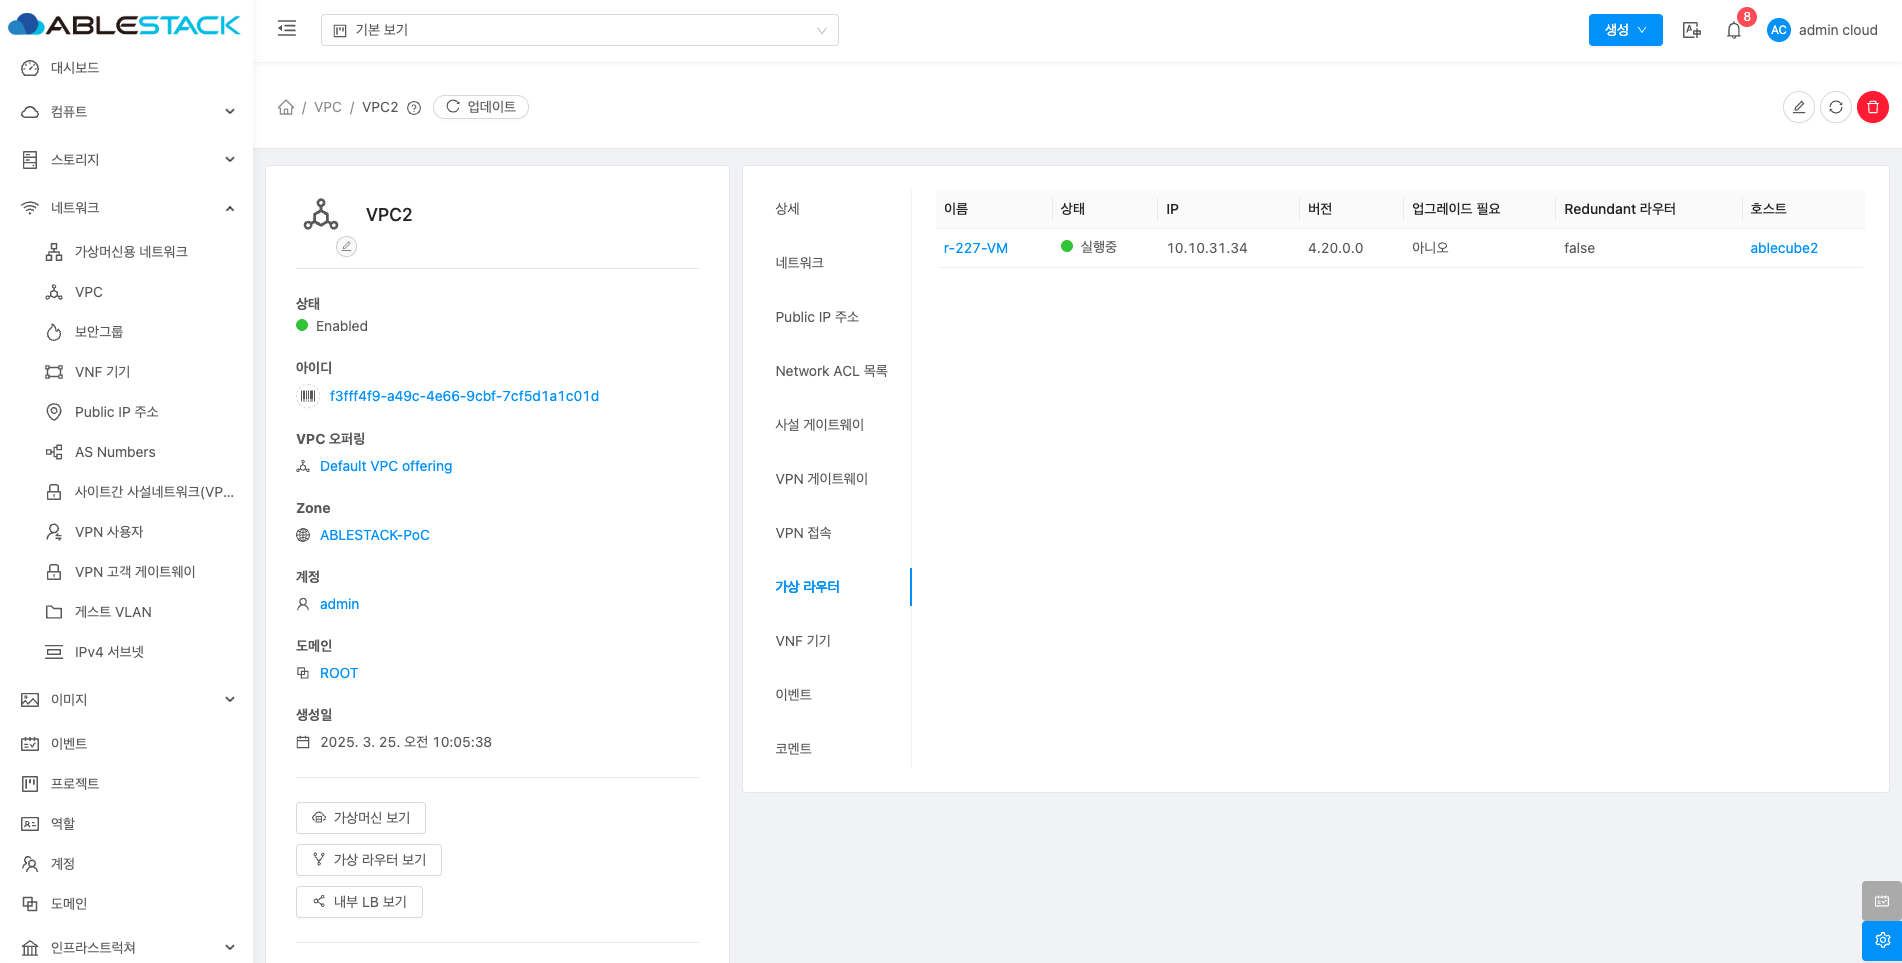 ABLESTACK
기본 보기
생성
8
AC
admin cloud
대시보드
컴퓨트
스토리지
네트워크
가상머신용 네트워크
VPC
보안그룹
VNF 기기
Public IP 주소
AS Numbers
사이트간 사설네트워크(VP...
VPN 사용자
VPN 고객 게이트웨이
게스트 VLAN
IPv4 서브넷
이미지
이벤트
프로젝트
역할
계정
도메인
인프라스트럭쳐
/ VPC / VPC2
업데이트
VPC2
상태
Enabled
아이디
f3fff4f9-a49c-4e66-9cbf-7cf5d1a1c01d
VPC 오퍼링
Default VPC offering
Zone
ABLESTACK-PoC
계정
admin
도메인
ROOT
생성일
2025. 3. 25. 오전 10:05:38
가상머신 보기
가상 라우터 보기
내부 LB 보기
상세
네트워크
Public IP 주소
Network ACL 목록
사설 게이트웨이
VPN 게이트웨이
VPN 접속
가상 라우터
VNF 기기
이벤트
코멘트
이름 상태 IP 버전 업그레이드 필요 Redundant 라우터 호스트
r-227-VM 실행중 10.10.31.34 4.20.0.0 아니오 false ablecube2